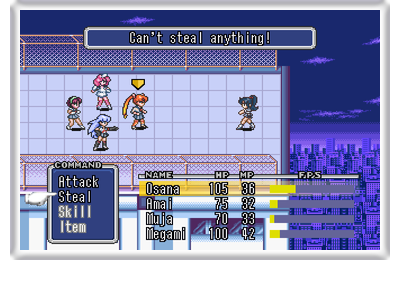 Can't steal anything!
COMMAND
Attack
Steal
Skill
Item
NAME HP MP FPS
Osana 105 36
Amai 75 32
Muja 70 33
Megami 100 42